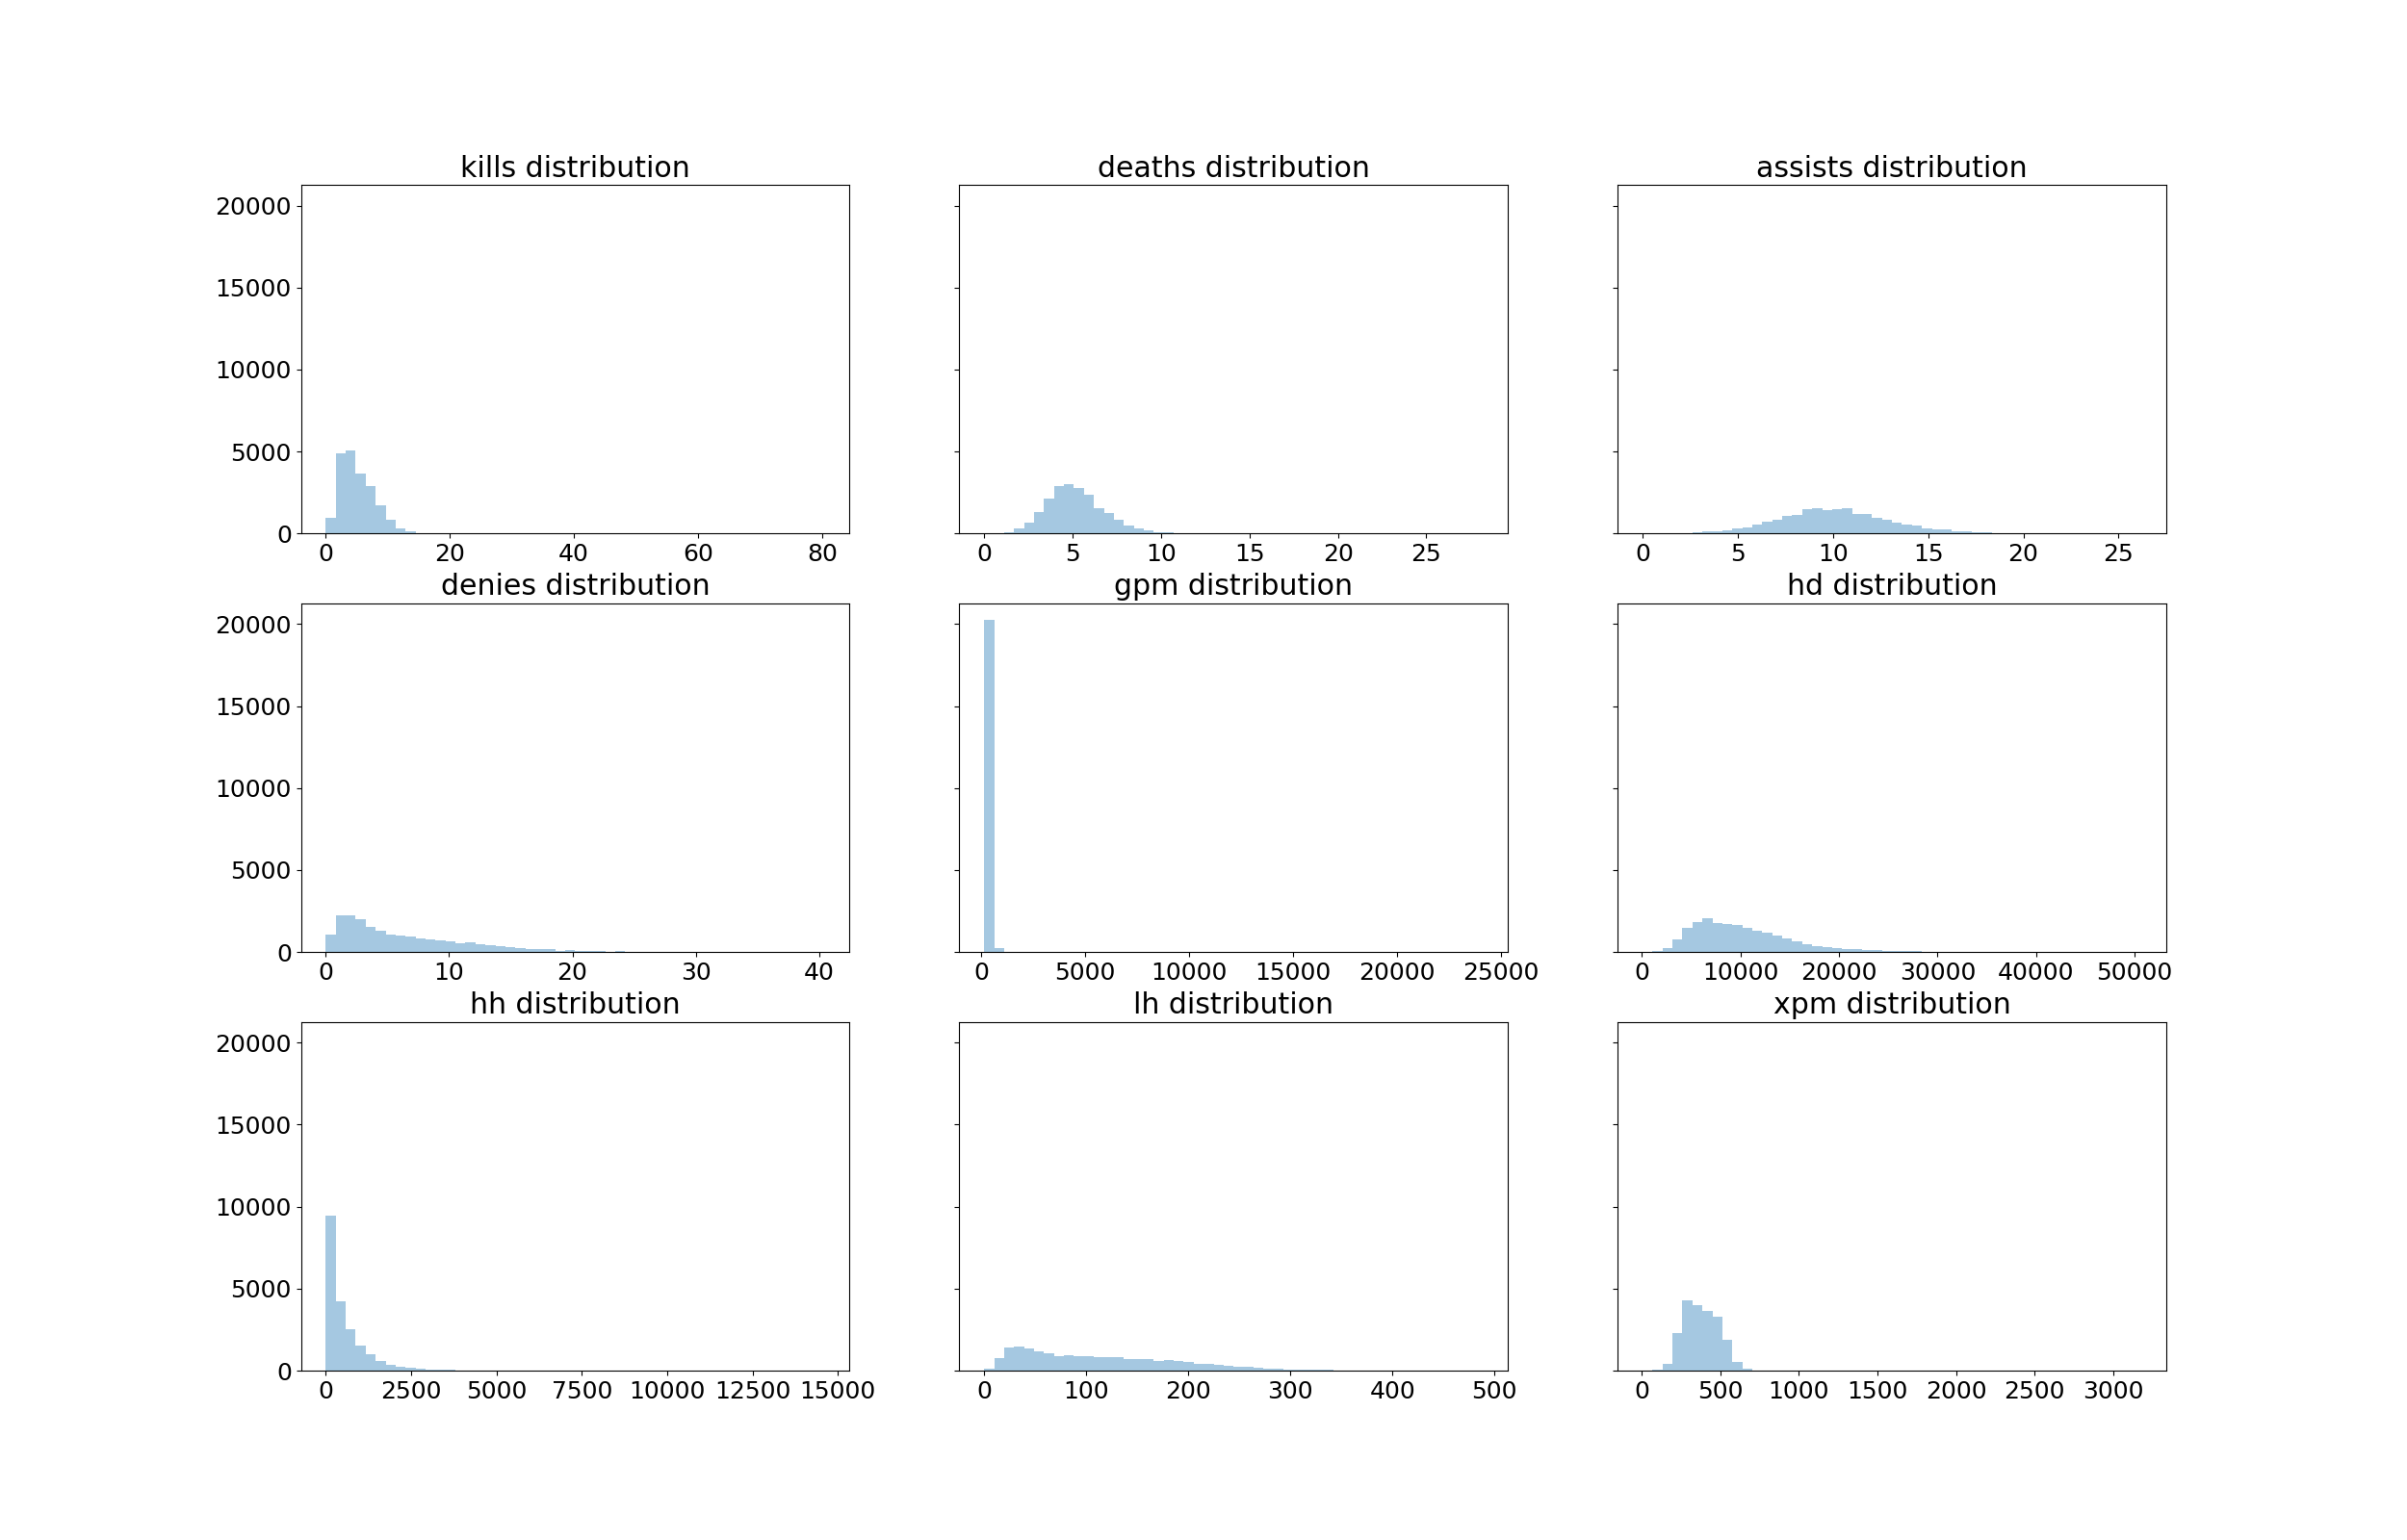 kills distribution
deaths distribution
assists distribution
20000
15000
10000
5000
0
0 20 40 60 80
0 5 10 15 20 25
0 5 10 15 20 25
denies distribution
gpm distribution
hd distribution
20000
15000
10000
5000
0
0 10 20 30 40
0 5000 10000 15000 20000 25000
0 10000 20000 30000 40000 50000
hh distribution
lh distribution
xpm distribution
20000
15000
10000
5000
0
0 2500 5000 7500 10000 12500 15000
0 100 200 300 400 500
0 500 1000 1500 2000 2500 3000